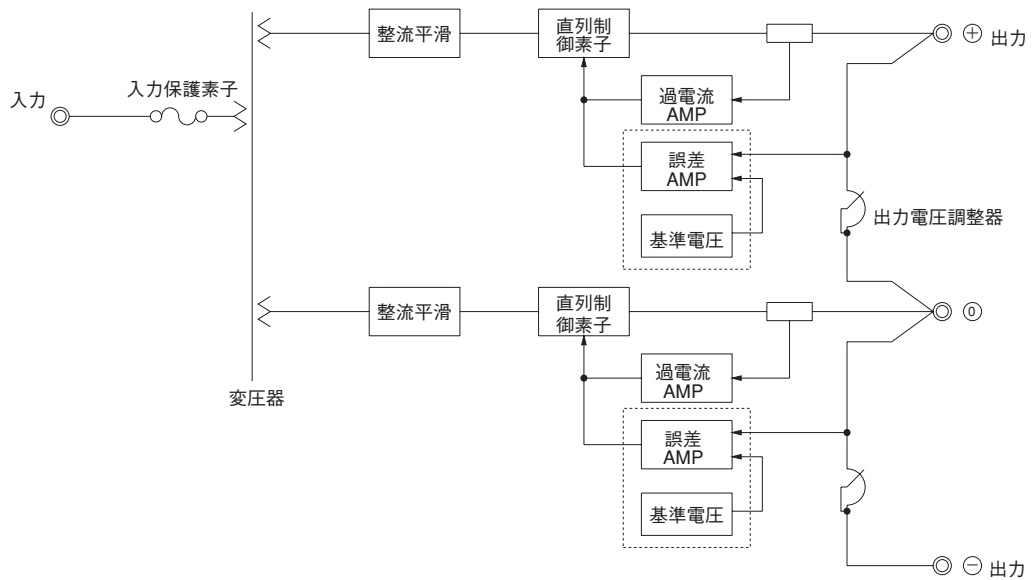 入力
入力保護素子
変圧器
整流平滑
直列制
御素子
過電流
AMP
誤差
AMP
基準電圧
+ 出力
出力電圧調整器
整流平滑
直列制
御素子
0
過電流
AMP
誤差
AMP
基準電圧
− 出力